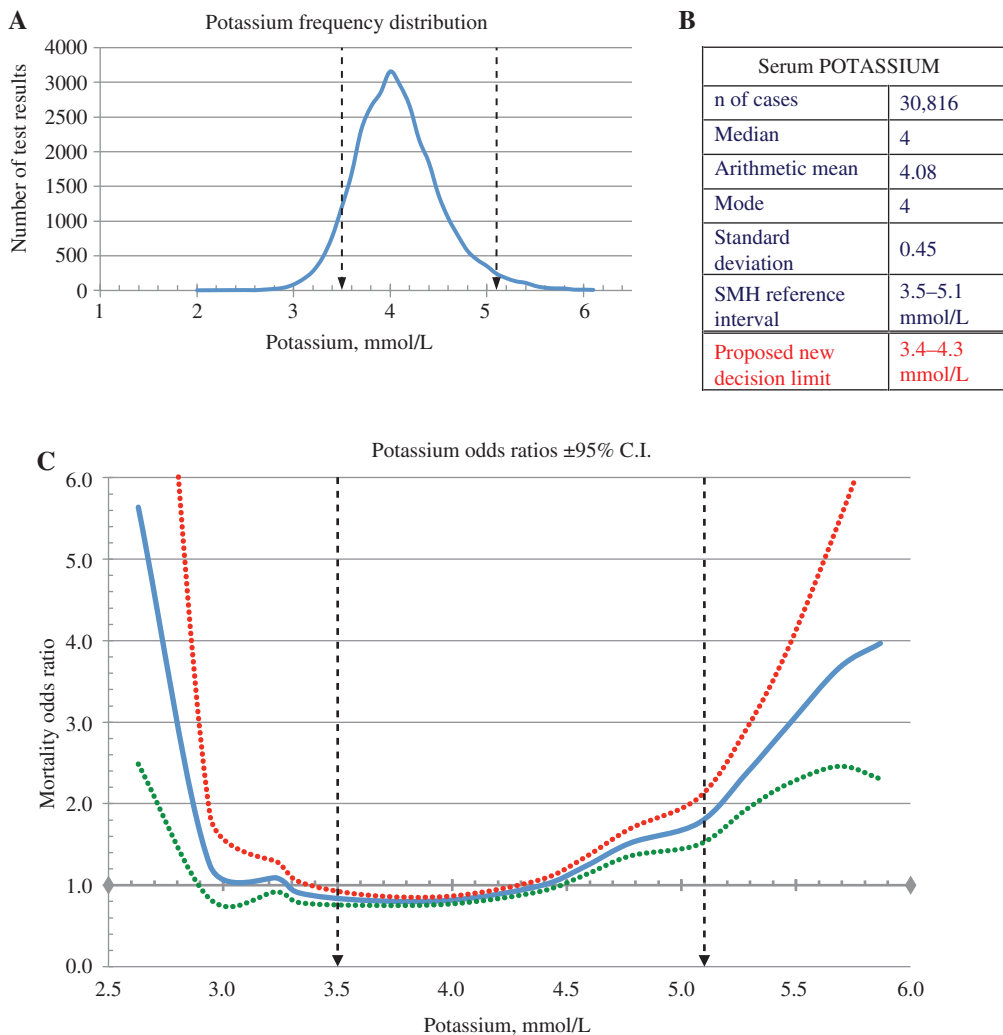 A
Potassium frequency distribution
Number of test results
4000
3500
3000
2500
2000
1500
1000
500
0
1 2 3 4 5 6
Potassium, mmol/L
B
Serum POTASSIUM
n of cases 30,816
Median 4
Arithmetic mean 4.08
Mode 4
Standard
deviation
0.45
SMH reference
interval
3.5–5.1
mmol/L
Proposed new
decision limit
3.4–4.3
mmol/L
C
Potassium odds ratios ±95% C.I.
Mortality odds ratio
6.0
5.0
4.0
3.0
2.0
1.0
0.0
2.5 3.0 3.5 4.0 4.5 5.0 5.5 6.0
Potassium, mmol/L